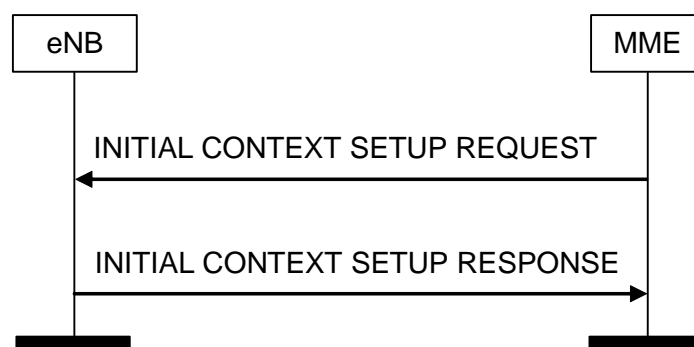 eNB
MME
INITIAL CONTEXT SETUP REQUEST
INITIAL CONTEXT SETUP RESPONSE